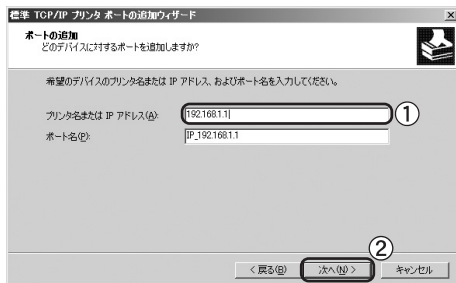 標準 TCP/IP プリンタ ポートの追加ウィザード
ポートの追加
どのデバイスに対するポートを追加しますか?
希望のデバイスのプリンタ名または IP アドレス、およびポート名を入力してください。
プリンタ名または IP アドレス(A): 192.168.1.1 ①
ポート名(P): IP_192.168.1.1
②
< 戻る(B) 次へ(N) > キャンセル